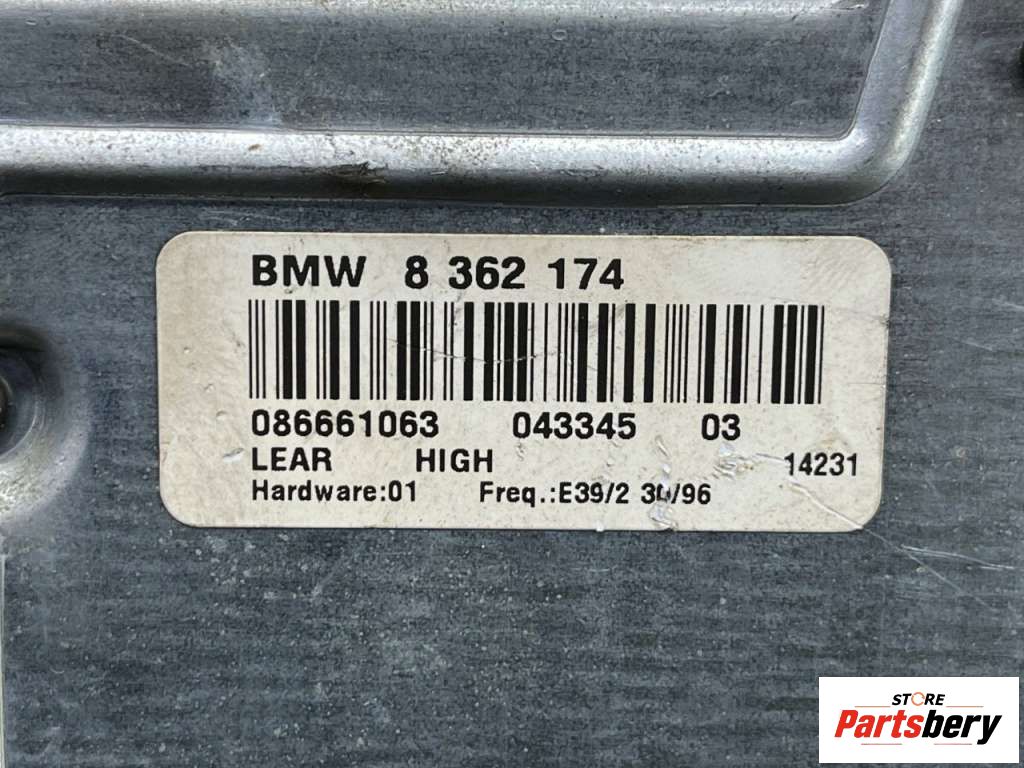 BMW 8 362 174
086661063 043345 03
LEAR HIGH 14231
Hardware:01 Freq.:E39/2 30/96
STORE
Partsbery